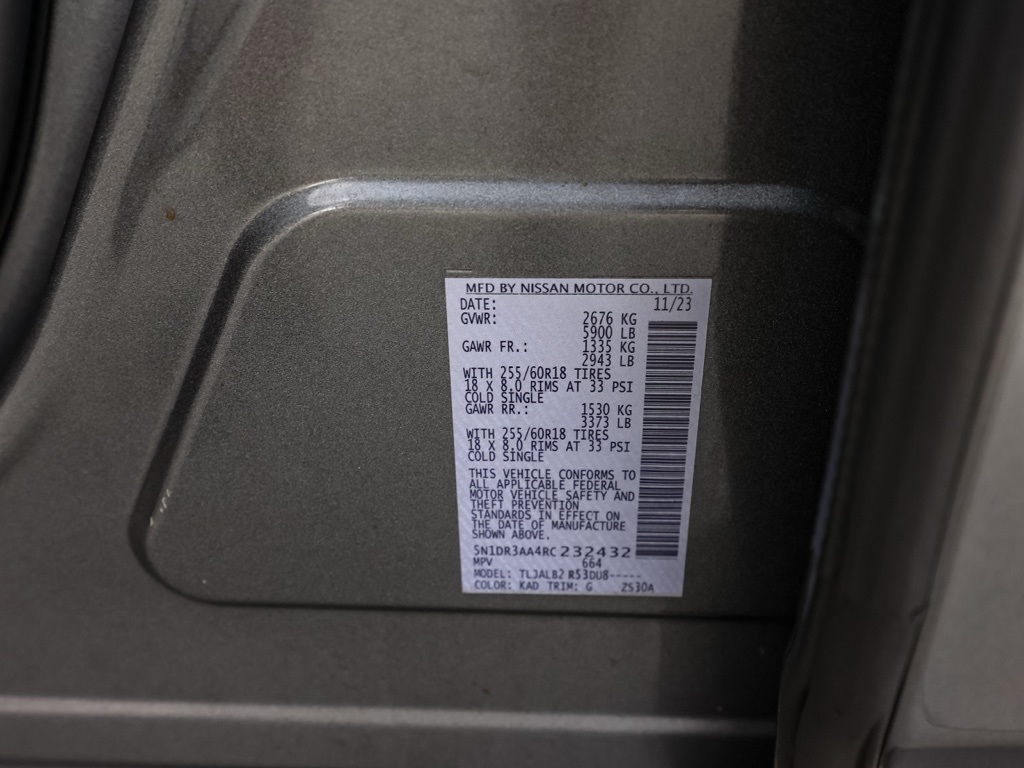 MFD BY NISSAN MOTOR CO., LTD.
DATE: 11/23
GVWR: 2676 KG
5900 LB
GAWR FR.: 1335 KG
2943 LB
WITH 255/60R18 TIRES
18 X 8.0 RIMS AT 33 PSI
COLD SINGLE
GAWR RR.: 1530 KG
3373 LB
WITH 255/60R18 TIRES
18 X 8.0 RIMS AT 33 PSI
COLD SINGLE
THIS VEHICLE CONFORMS TO
ALL APPLICABLE FEDERAL
MOTOR VEHICLE SAFETY AND
THEFT PREVENTION
STANDARDS IN EFFECT ON
THE DATE OF MANUFACTURE
SHOWN ABOVE.
5N1DR3AA4RC232432
MPV 664
MODEL: TLJALB2 R53DU8-----
COLOR: KAD TRIM: G ZS30A